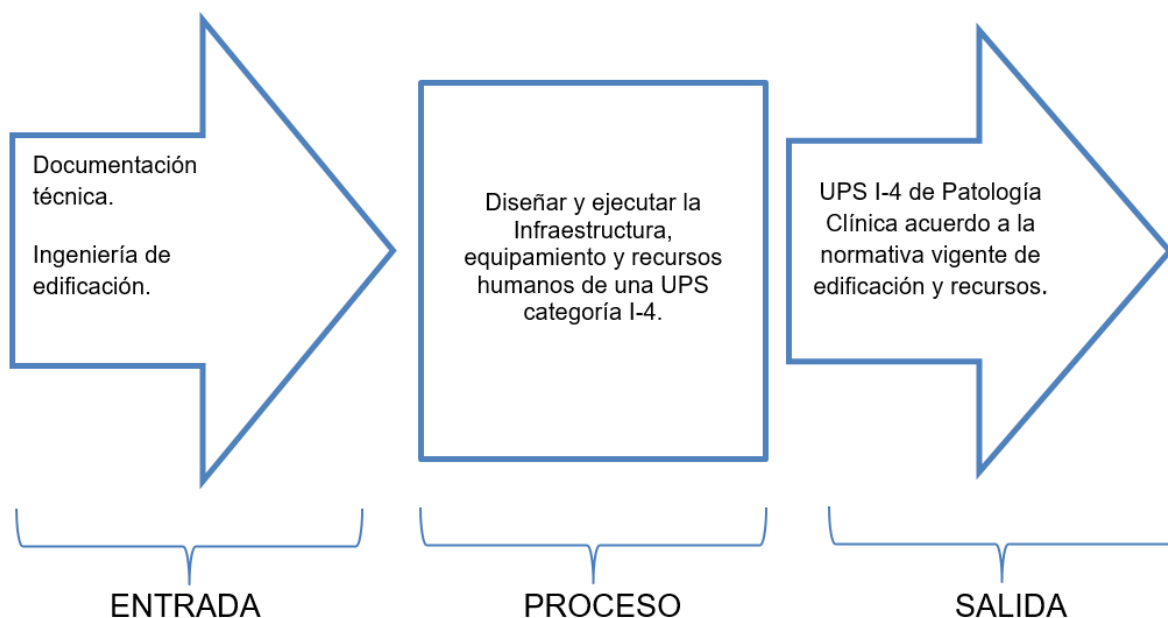 Documentación
técnica.
Ingeniería de
edificación.
Diseñar y ejecutar la
Infraestructura,
equipamiento y recursos
humanos de una UPS
categoría I-4.
UPS I-4 de Patología
Clínica acuerdo a la
normativa vigente de
edificación y recursos.
ENTRADA
PROCESO
SALIDA